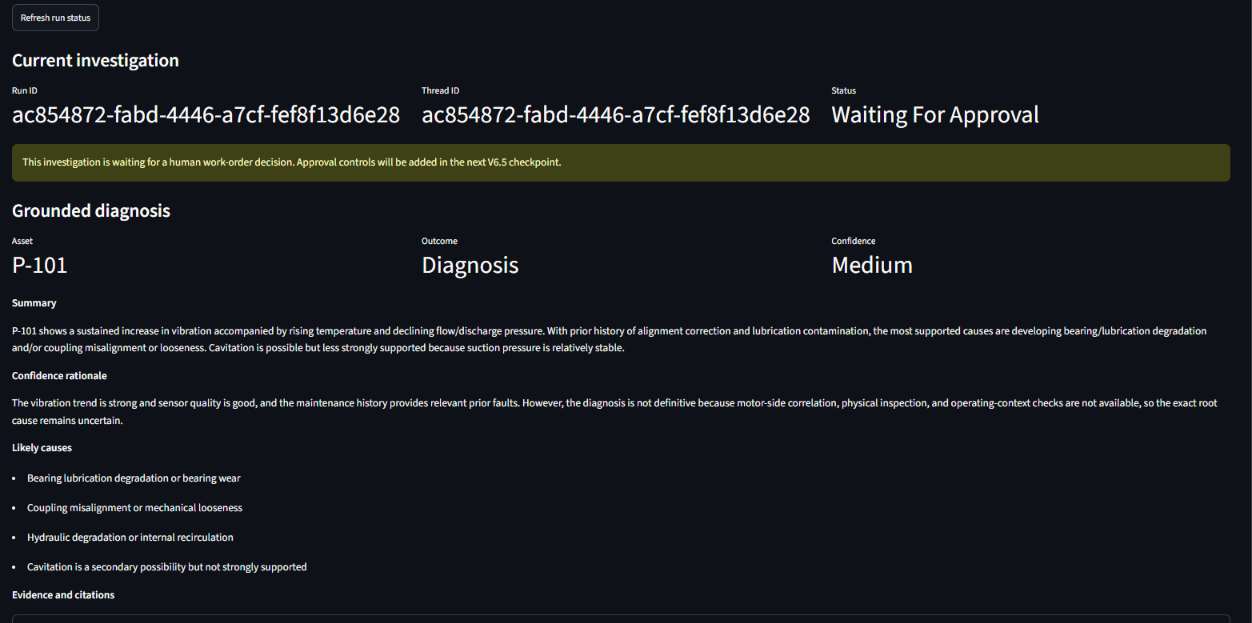 Refresh run status
Current investigation
Run ID
Thread ID
Status
ac854872-fabd-4446-a7cf-fef8f13d6e28
ac854872-fabd-4446-a7cf-fef8f13d6e28
Waiting For Approval
This investigation is waiting for a human work-order decision. Approval controls will be added in the next V6.5 checkpoint.
Grounded diagnosis
Asset
Outcome
Confidence
P-101
Diagnosis
Medium
Summary
P-101 shows a sustained increase in vibration accompanied by rising temperature and declining flow/discharge pressure. With prior history of alignment correction and lubrication contamination, the most supported causes are developing bearing/lubrication degradation
and/or coupling misalignment or looseness. Cavitation is possible but less strongly supported because suction pressure is relatively stable.
Confidence rationale
The vibration trend is strong and sensor quality is good, and the maintenance history provides relevant prior faults. However, the diagnosis is not definitive because motor-side correlation, physical inspection, and operating-context checks are not available, so the exact root
cause remains uncertain.
Likely causes
• Bearing lubrication degradation or bearing wear
• Coupling misalignment or mechanical looseness
• Hydraulic degradation or internal recirculation
• Cavitation is a secondary possibility but not strongly supported
Evidence and citations